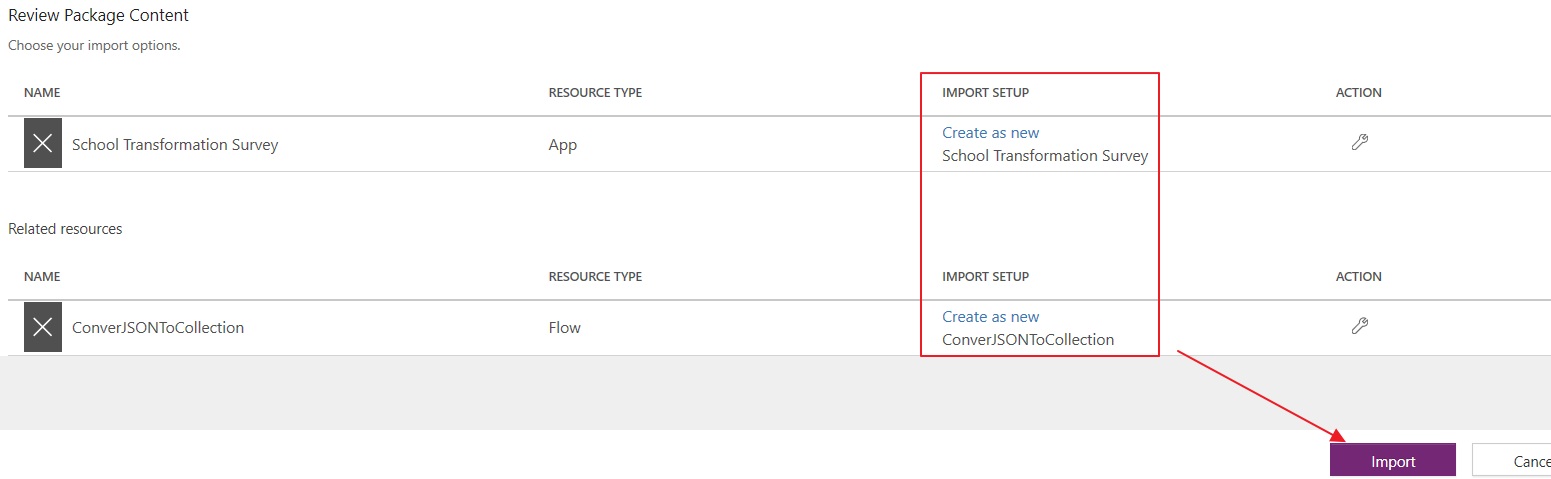 Review Package Content
Choose your import options.
NAME RESOURCE TYPE IMPORT SETUP ACTION
School Transformation Survey App Create as new
School Transformation Survey
Related resources
NAME RESOURCE TYPE IMPORT SETUP ACTION
ConverJSONToCollection Flow Create as new
ConverJSONToCollection
Import Cance